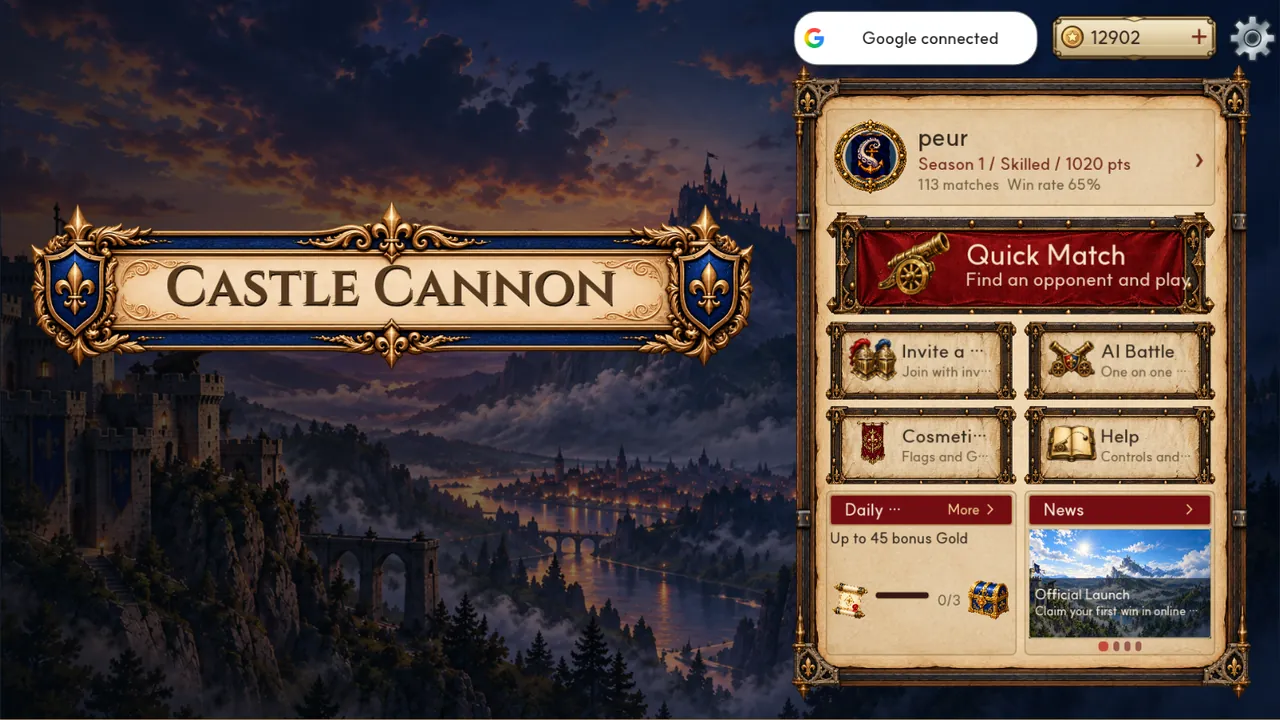 Google connected
12902
CASTLE CANNON
peur
Season 1 / Skilled / 1020 pts
113 matches Win rate 65%
Quick Match
Find an opponent and play.
Invite a ···
Join with inv···
AI Battle
One on one ···
Cosmeti···
Flags and G···
Help
Controls and···
Daily ···
More
Up to 45 bonus Gold
0/3
News
Official Launch
Claim your first win in online ···